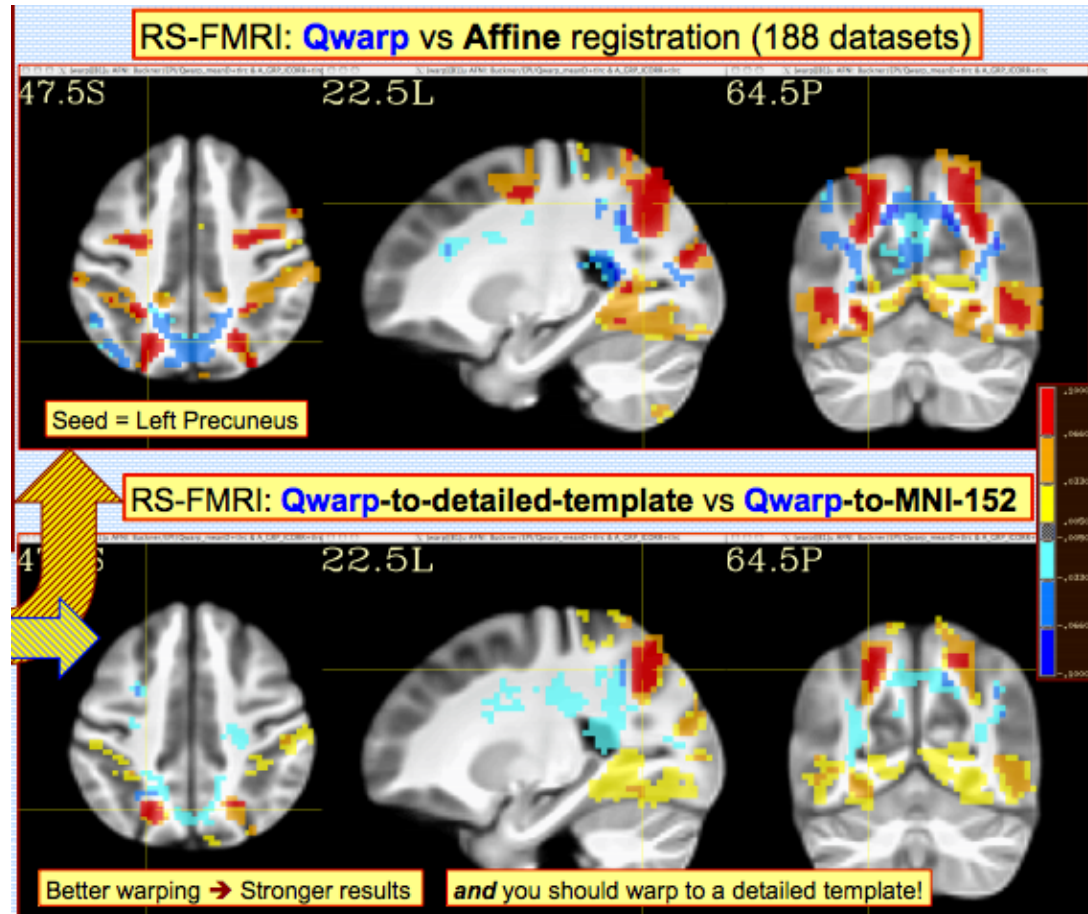 RS-FMRI: Qwarp vs Affine registration (188 datasets)
47.5S
22.5L
64.5P
Seed = Left Precuneus
RS-FMRI: Qwarp-to-detailed-template vs Qwarp-to-MNI-152
22.5L
64.5P
Better warping ➔ Stronger results
and you should warp to a detailed template!